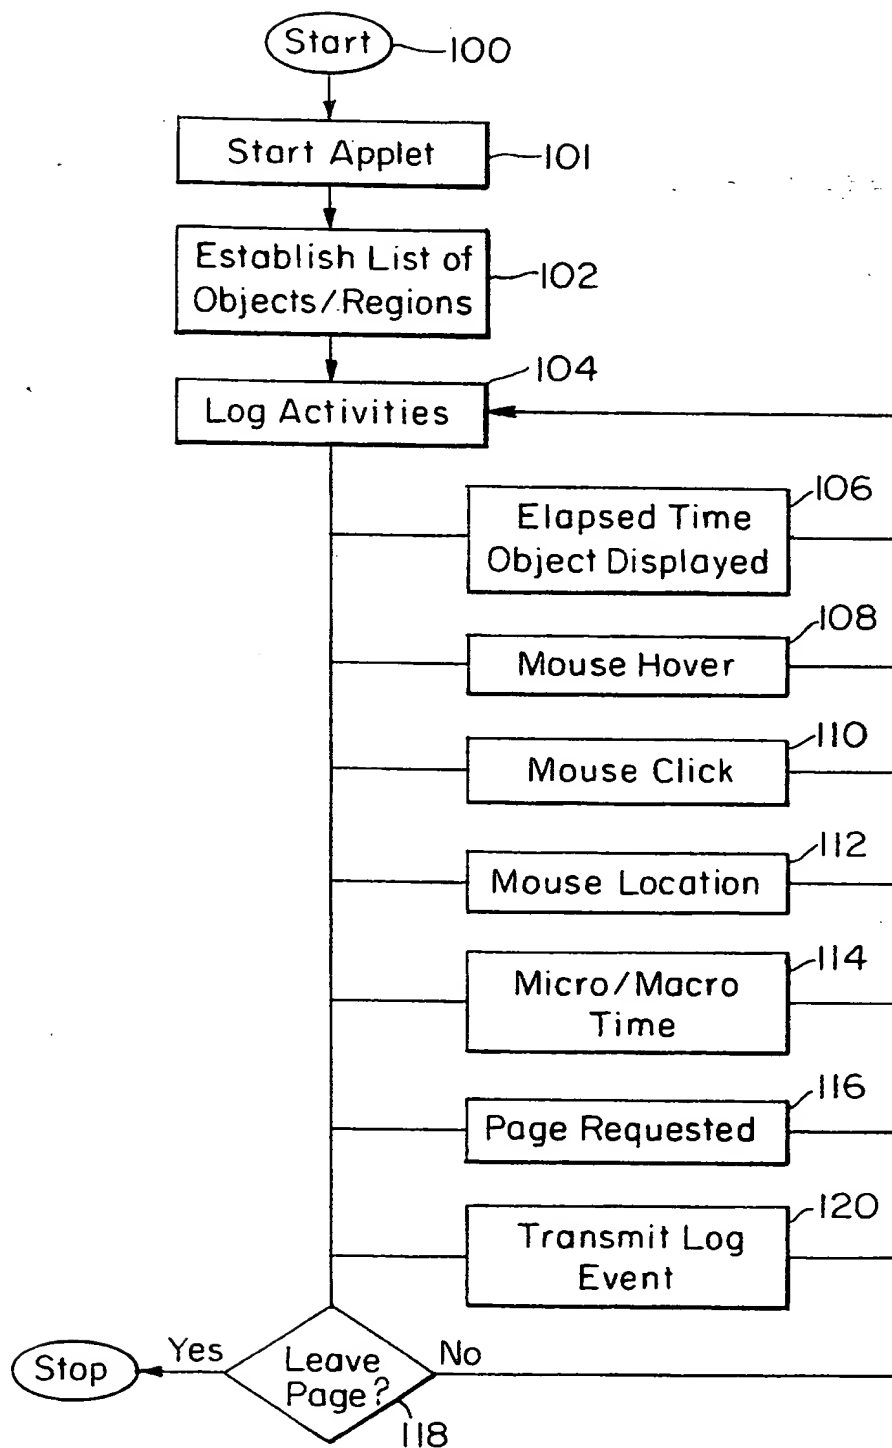 Start
100
Start Applet
101
Establish List of
Objects/Regions
102
104
Log Activities
106
Elapsed Time
Object Displayed
108
Mouse Hover
110
Mouse Click
112
Mouse Location
114
Micro/Macro
Time
116
Page Requested
120
Transmit Log
Event
Stop
Yes
Leave
Page?
No
118